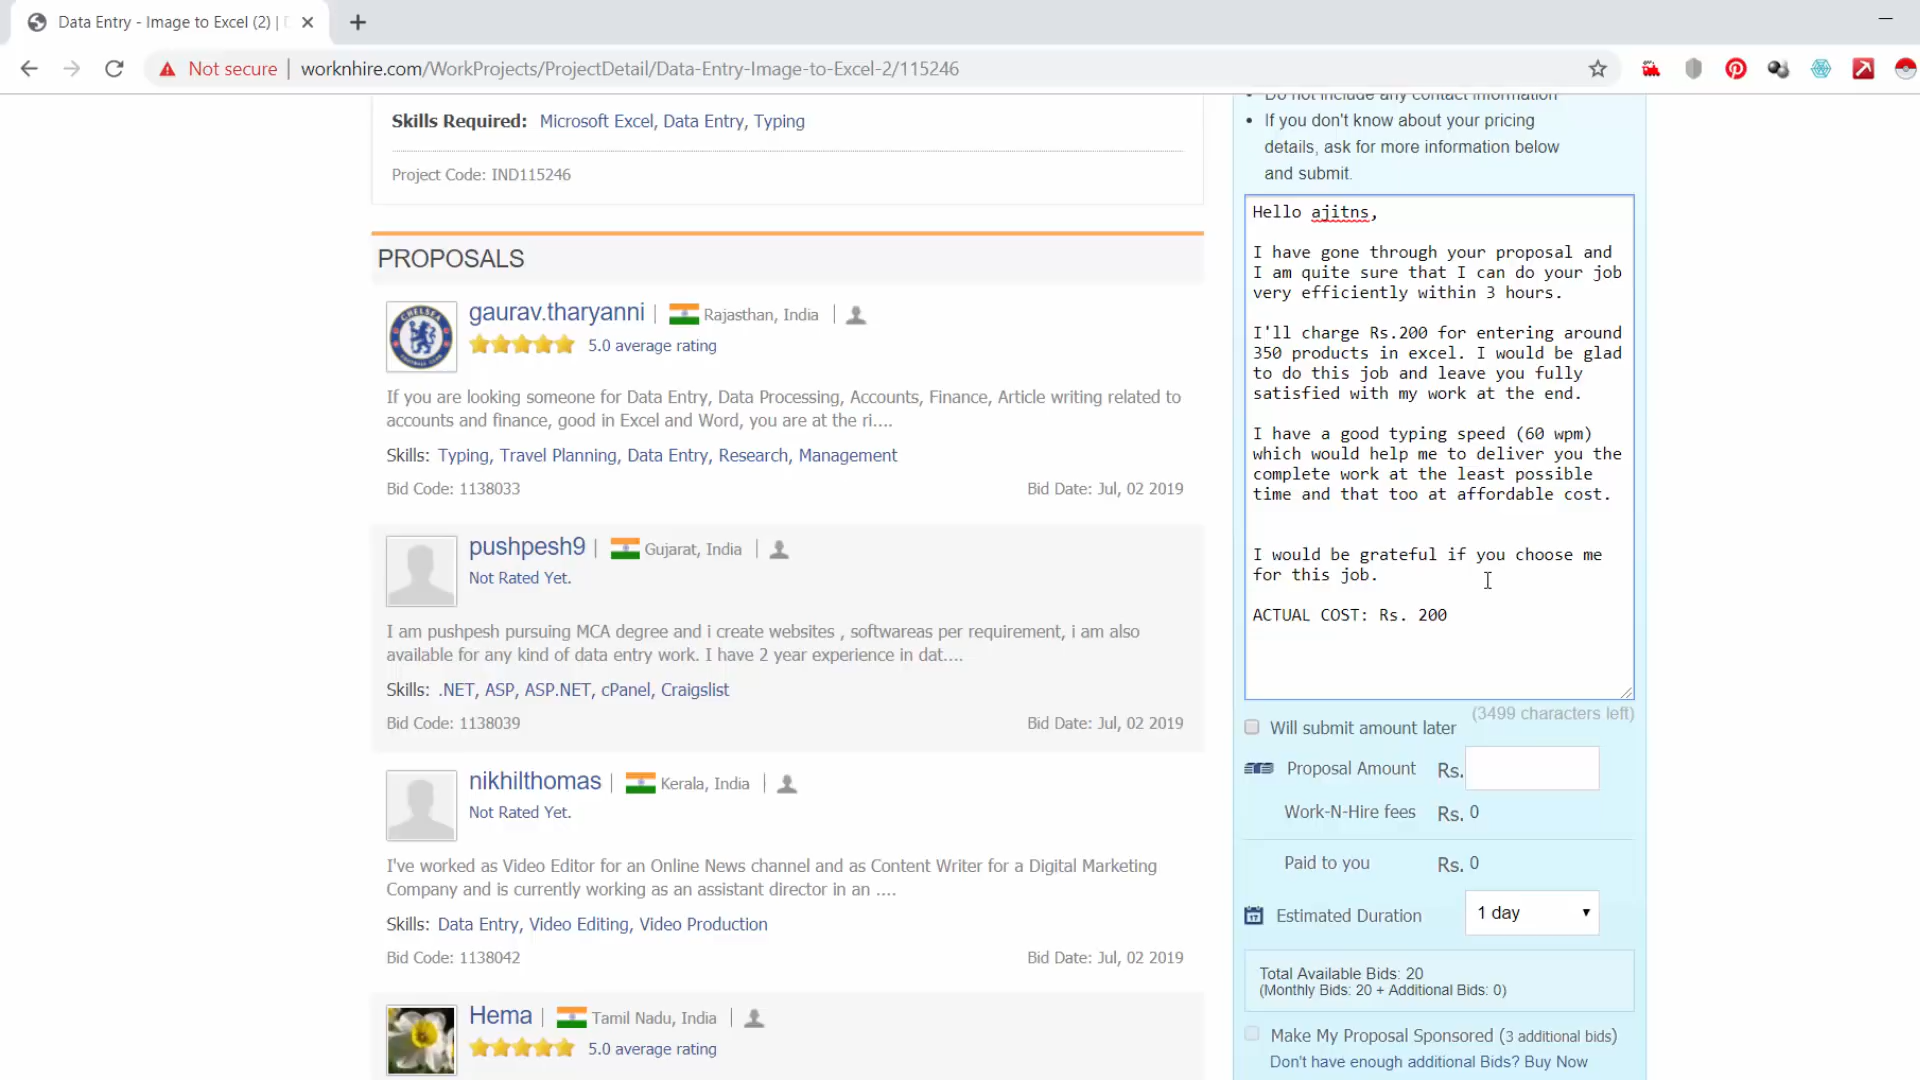 Data Entry - Image to Excel (2) |
Not secure | worknhire.com/WorkProjects/ProjectDetail/Data-Entry-Image-to-Excel-2/115246
Skills Required: Microsoft Excel, Data Entry, Typing
Project Code: IND115246
PROPOSALS
CHELSEA
gaurav.tharyanni | Rajasthan, India |
5.0 average rating
If you are looking someone for Data Entry, Data Processing, Accounts, Finance, Article writing related to
accounts and finance, good in Excel and Word, you are at the ri....
Skills: Typing, Travel Planning, Data Entry, Research, Management
Bid Code: 1138033 Bid Date: Jul, 02 2019
pushpesh9 | Gujarat, India |
Not Rated Yet.
I am pushpesh pursuing MCA degree and i create websites , softwareas per requirement, i am also
available for any kind of data entry work. I have 2 year experience in dat....
Skills: .NET, ASP, ASP.NET, cPanel, Craigslist
Bid Code: 1138039 Bid Date: Jul, 02 2019
nikhilthomas | Kerala, India |
Not Rated Yet.
I've worked as Video Editor for an Online News channel and as Content Writer for a Digital Marketing
Company and is currently working as an assistant director in an ....
Skills: Data Entry, Video Editing, Video Production
Bid Code: 1138042 Bid Date: Jul, 02 2019
Hema | Tamil Nadu, India |
5.0 average rating
• Do not include any contact information
• If you don't know about your pricing
details, ask for more information below
and submit.
Hello ajitns,
I have gone through your proposal and
I am quite sure that I can do your job
very efficiently within 3 hours.
I'll charge Rs.200 for entering around
350 products in excel. I would be glad
to do this job and leave you fully
satisfied with my work at the end.
I have a good typing speed (60 wpm)
which would help me to deliver you the
complete work at the least possible
time and that too at affordable cost.
I would be grateful if you choose me
for this job.
ACTUAL COST: Rs. 200
(3499 characters left)
Will submit amount later
Proposal Amount Rs.
Work-N-Hire fees Rs. 0
Paid to you Rs. 0
17 Estimated Duration 1 day
Total Available Bids: 20
(Monthly Bids: 20 + Additional Bids: 0)
Make My Proposal Sponsored (3 additional bids)
Don't have enough additional Bids? Buy Now